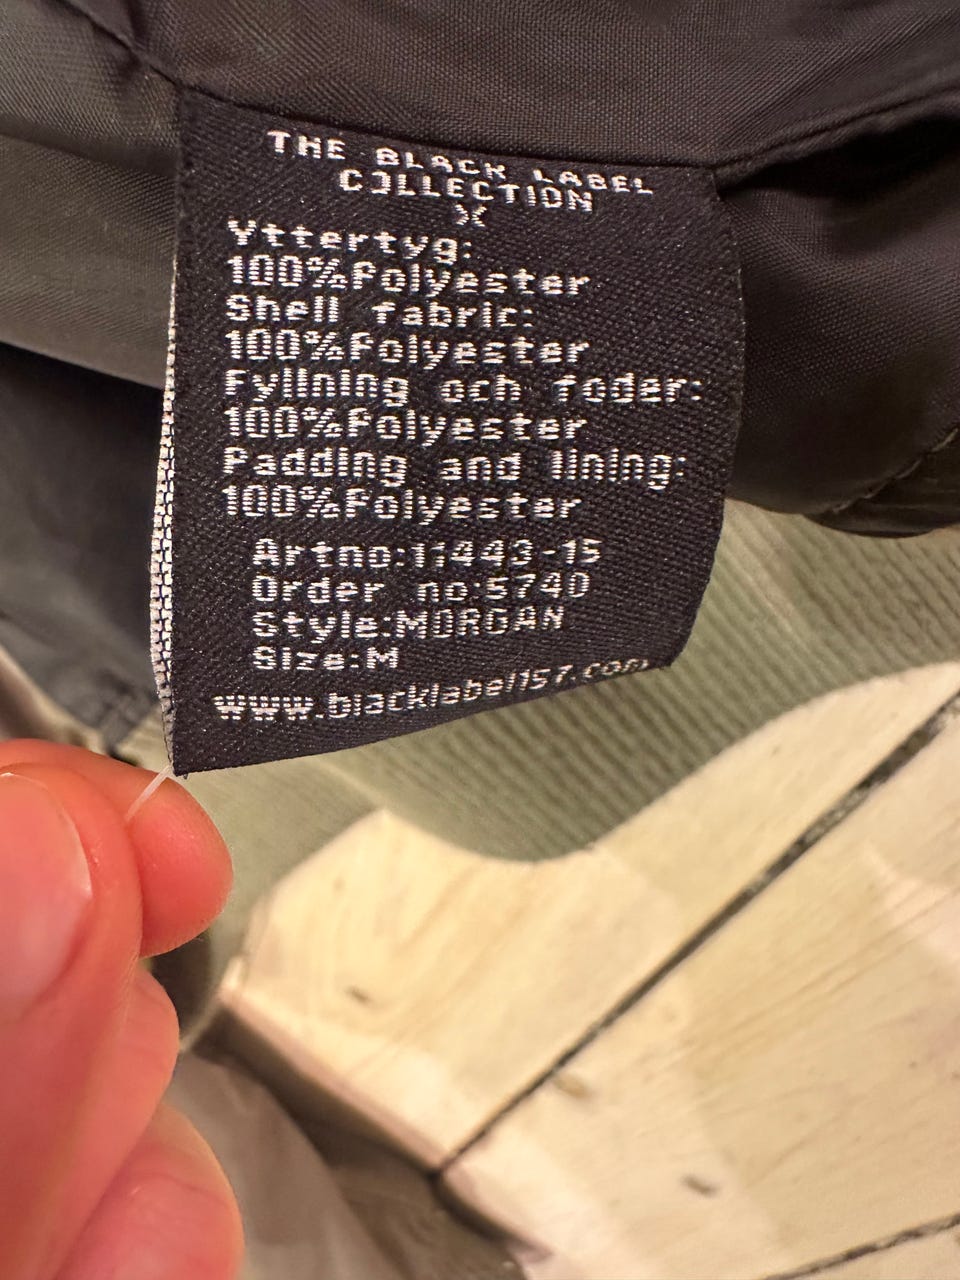 THE BLACK LABEL
COLLECTION
X
Yttertyg:
100%Polyester
Shell fabric:
100%Polyester
Fyllning och foder:
100%Polyester
Padding and lining:
100%Polyester
Artno:11443-15
Order no:5740
Style:MORGAN
Size:M
www.blacklabel157.com